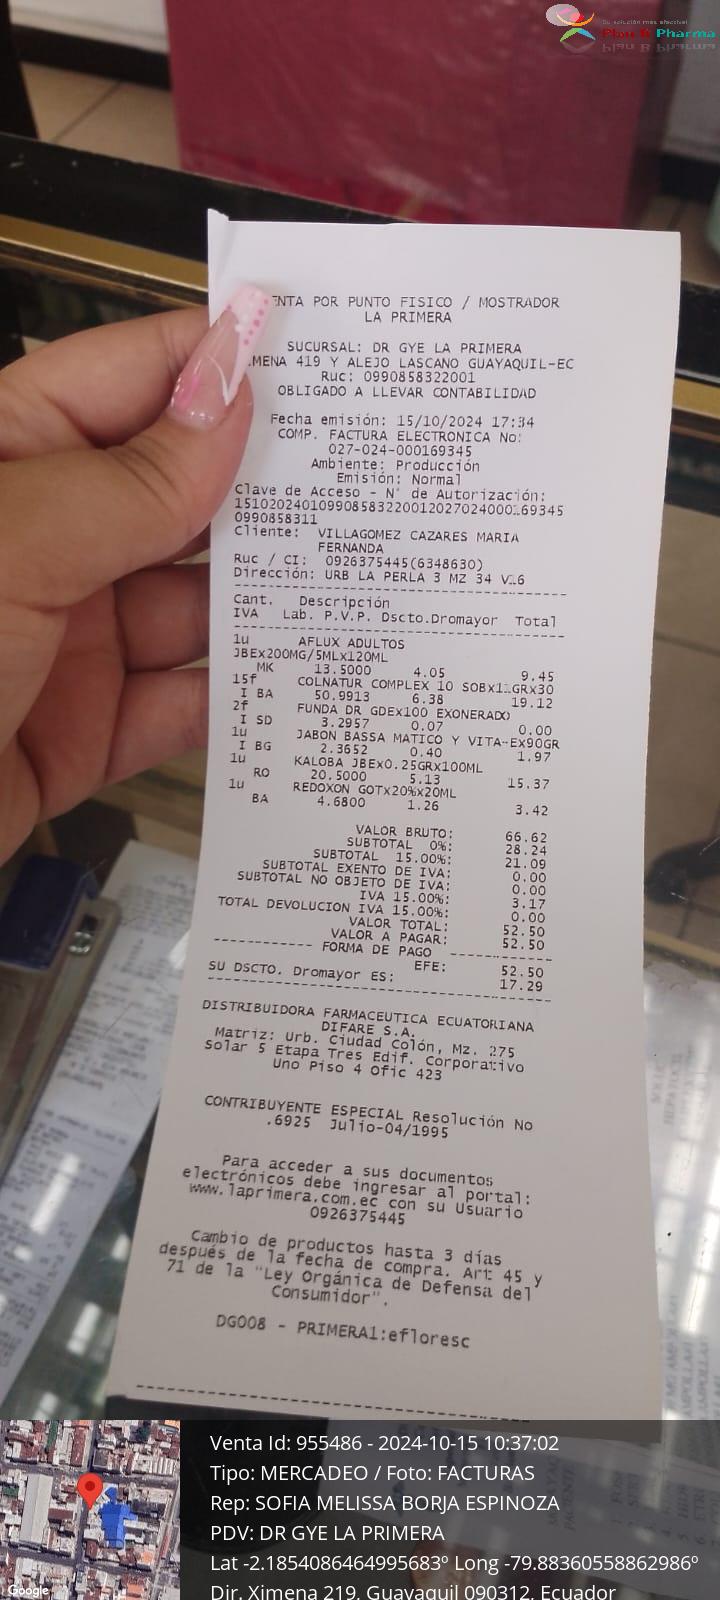 Su solución más efectiva!
Plau & Pharma
ENTA POR PUNTO FISICO / MOSTRADOR
LA PRIMERA
SUCURSAL: DR GYE LA PRIMERA
MENA 419 Y ALEJO LASCANO GUAYAQUIL-EC
Ruc: 0990858322001
OBLIGADO A LLEVAR CONTABILIDAD
Fecha emisión: 15/10/2024 17:34
COMP. FACTURA ELECTRONICA No:
027-024-000169345
Ambiente: Producción
Emisión: Normal
Clave de Acceso - N° de Autorización:
151020240109908583220012027024000169345
0990858311
Cliente: VILLAGOMEZ CAZARES MARIA
FERNANDA
Ruc / CI: 0926375445(6348630)
Dirección: URB LA PERLA 3 MZ 34 V16
Cant. Descripción
IVA Lab. P.V.P. Dscto.Dromayor Total
1u AFLUX ADULTOS
JBEx200MG/5MLx120ML
MK 13.5000 4.05 9.45
15f COLNATUR COMPLEX 10 SOBx11GRx30
I BA 50.9913 6.38 19.12
2f FUNDA DR GDEx100 EXONERADO
I SD 3.2957 0.07 0.00
1u JABON BASSA MATICO Y VITA-Ex90GR
I BG 2.3652 0.40 1.97
1u KALOBA JBEx0.25GRx100ML
RO 20.5000 5.13 15.37
1u REDOXON GOTx20%x20ML
BA 4.6800 1.26 3.42
VALOR BRUTO: 66.62
SUBTOTAL 0%: 28.24
SUBTOTAL 15.00%: 21.09
SUBTOTAL EXENTO DE IVA: 0.00
SUBTOTAL NO OBJETO DE IVA: 0.00
IVA 15.00%: 3.17
TOTAL DEVOLUCION IVA 15.00%: 0.00
VALOR TOTAL: 52.50
VALOR A PAGAR: 52.50
------------ FORMA DE PAGO ------------
EFE: 52.50
SU DSCTO. Dromayor ES: 17.29
DISTRIBUIDORA FARMACEUTICA ECUATORIANA
DIFARE S.A.
Matriz: Urb. Ciudad Colón, Mz. 275
Solar 5 Etapa Tres Edif. Corporativo
Uno Piso 4 Ofic 423
CONTRIBUYENTE ESPECIAL Resolución No
.6925 Julio-04/1995
Para acceder a sus documentos
electrónicos debe ingresar al portal:
www.laprimera.com.ec con su Usuario
0926375445
Cambio de productos hasta 3 días
después de la fecha de compra. Art 45 y
71 de la "Ley Orgánica de Defensa del
Consumidor".
DG008 - PRIMERA1:efloresc
Venta Id: 955486 - 2024-10-15 10:37:02
Tipo: MERCADEO / Foto: FACTURAS
Rep: SOFIA MELISSA BORJA ESPINOZA
PDV: DR GYE LA PRIMERA
Lat -2.1854086464995683º Long -79.88360558862986º
Dir. Ximena 219, Guayaquil 090312, Ecuador
Google